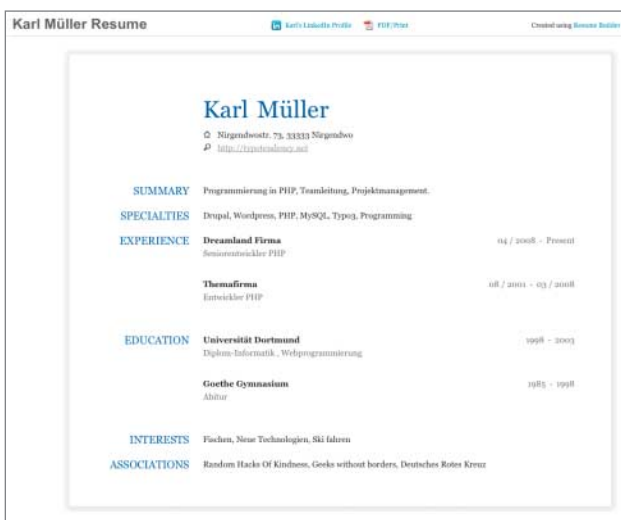 Karl Müller Resume
Karl's LinkedIn Profile PDF/Print Created using Resume Builder
Karl Müller
Nirgendwostr. 73, 33333 Nirgendwo
http://typotendency.net
SUMMARY Programmierung in PHP, Teamleitung, Projektmanagement.
SPECIALTIES Drupal, Wordpress, PHP, MySQL, Typo3, Programming
EXPERIENCE Dreamland Firma 04 / 2008 - Present
Seniorentwickler PHP
Themafirma 08 / 2001 - 03 / 2008
Entwickler PHP
EDUCATION Universität Dortmund 1998 - 2003
Diplom-Informatik , Webprogrammierung
Goethe Gymnasium 1985 - 1998
Abitur
INTERESTS Fischen, Neue Technologien, Ski fahren
ASSOCIATIONS Random Hacks Of Kindness, Geeks without borders, Deutsches Rotes Kreuz